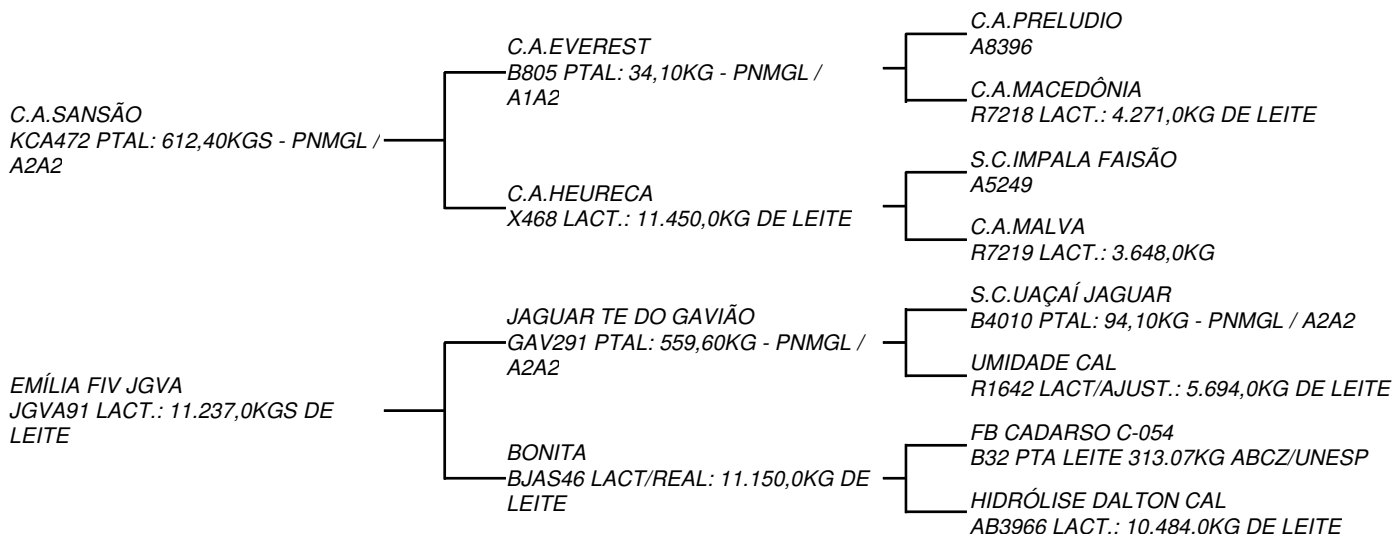 C.A.SANSÃO
KCA472 PTAL: 612,40KGS - PNMGL /
A2A2
EMÍLIA FIV JGVA
JGVA91 LACT.: 11.237,0KGS DE
LEITE
C.A.EVEREST
B805 PTAL: 34,10KG - PNMGL /
A1A2
C.A.HEURECA
X468 LACT.: 11.450,0KG DE LEITE
JAGUAR TE DO GAVIÃO
GAV291 PTAL: 559,60KG - PNMGL /
A2A2
BONITA
BJAS46 LACT/REAL: 11.150,0KG DE
LEITE
C.A.PRELUDIO
A8396
C.A.MACEDÔNIA
R7218 LACT.: 4.271,0KG DE LEITE
S.C.IMPALA FAISÃO
A5249
C.A.MALVA
R7219 LACT.: 3.648,0KG
S.C.UAÇAÍ JAGUAR
B4010 PTAL: 94,10KG - PNMGL / A2A2
UMIDADE CAL
R1642 LACT/AJUST.: 5.694,0KG DE LEITE
FB CADARSO C-054
B32 PTA LEITE 313.07KG ABCZ/UNESP
HIDRÓLISE DALTON CAL
AB3966 LACT.: 10.484,0KG DE LEITE